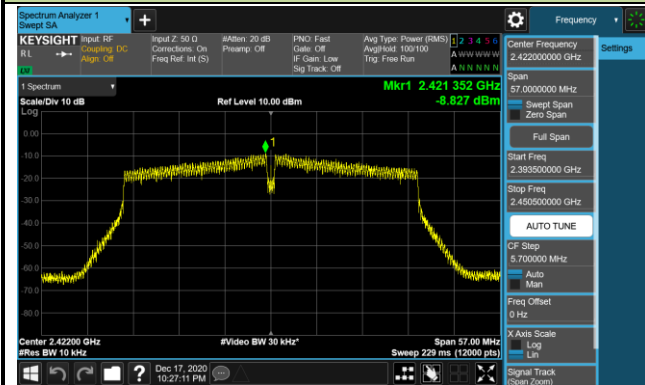 Spectrum Analyzer 1
Swept SA
+
Frequency
KEYSIGHT
RL
Input: RF
Coupling: DC
Align: Off
Input Z: 50 Ω
Corrections: On
Freq Ref: Int (S)
#Atten: 20 dB
Preamp: Off
PNO: Fast
Gate: Off
IF Gain: Low
Sig Track: Off
Avg Type: Power (RMS)
Avg|Hold: 100/100
Trig: Free Run
1 2 3 4 5 6
A W W W W W
A N N N N N
1 Spectrum
Scale/Div 10 dB
Ref Level 10.00 dBm
Mkr1 2.421 352 GHz
-8.827 dBm
Log
0.00
-10.0
-20.0
-30.0
-40.0
-50.0
-60.0
-70.0
-80.0
1
Center 2.42200 GHz
#Res BW 10 kHz
#Video BW 30 kHz*
Span 57.00 MHz
Sweep 229 ms (12000 pts)
Settings
Center Frequency
2.422000000 GHz
Span
57.0000000 MHz
Swept Span
Zero Span
Full Span
Start Freq
2.393500000 GHz
Stop Freq
2.450500000 GHz
AUTO TUNE
CF Step
5.700000 MHz
Auto
Man
Freq Offset
0 Hz
X Axis Scale
Log
Lin
Signal Track
(Span Zoom)
?
Dec 17, 2020
10:27:11 PM